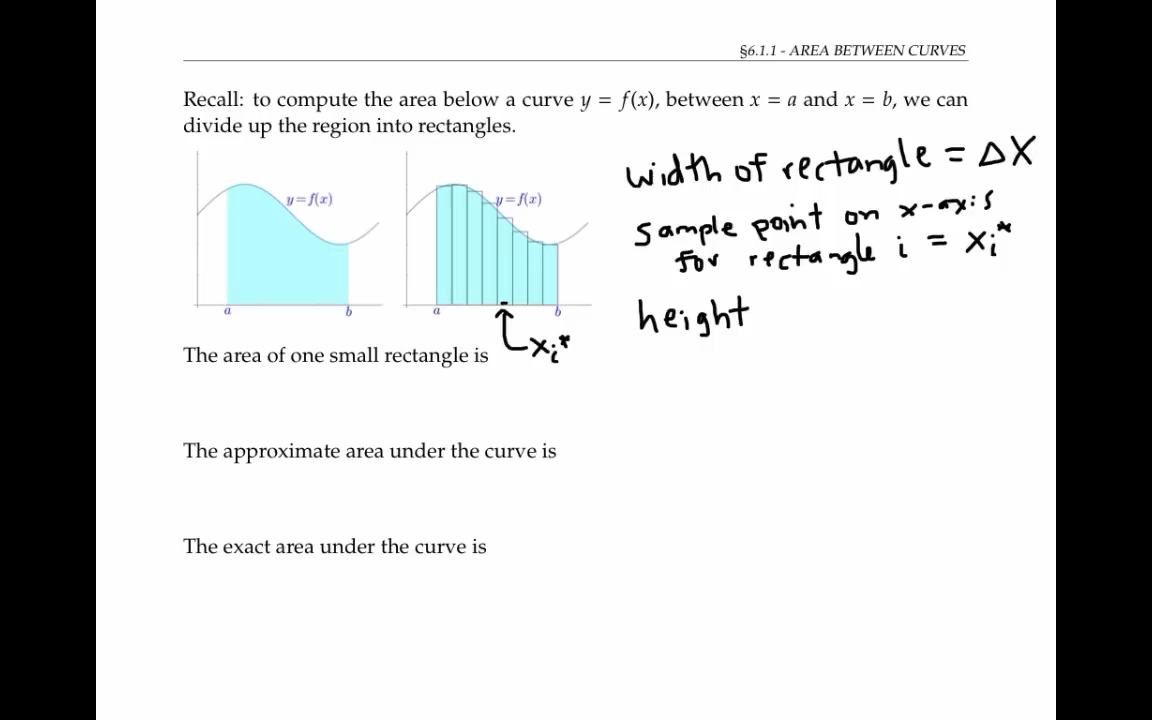 §6.1.1 - AREA BETWEEN CURVES
Recall: to compute the area below a curve y = f(x), between x = a and x = b, we can
divide up the region into rectangles.
width of rectangle = Δx
sample point on x-axis
for rectangle i = xᵢ*
height
y = f(x)
a b
y = f(x)
a b
xᵢ*
The area of one small rectangle is
The approximate area under the curve is
The exact area under the curve is